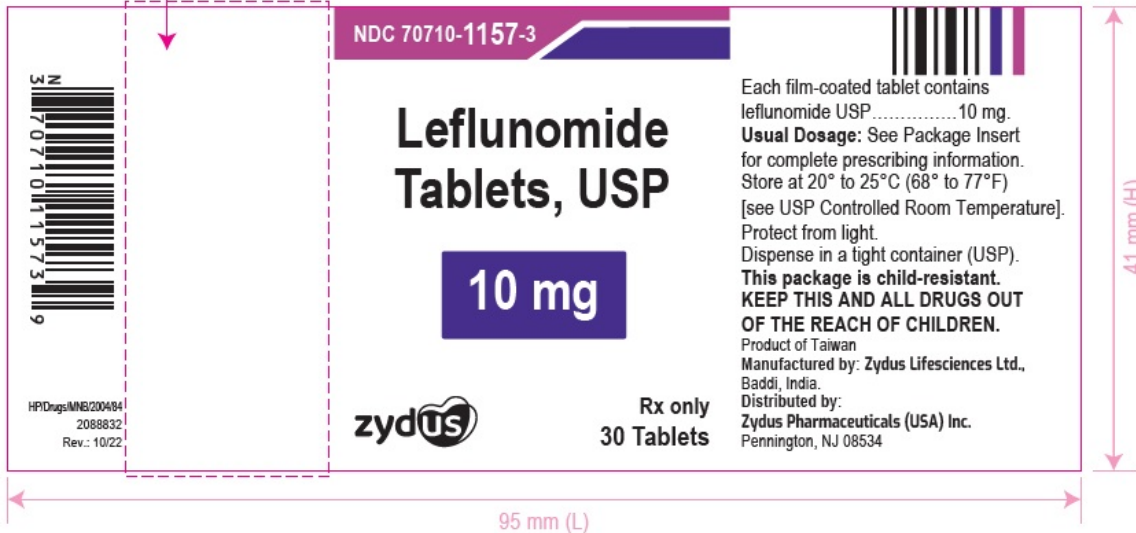 N
3 70710 11573 9
HP/Drugs/MNB/2004/84
2088832
Rev.: 10/22
NDC 70710-1157-3
Leflunomide
Tablets, USP
10 mg
zydus
Rx only
30 Tablets
Each film-coated tablet contains
leflunomide USP...............10 mg.
Usual Dosage: See Package Insert
for complete prescribing information.
Store at 20° to 25°C (68° to 77°F)
[see USP Controlled Room Temperature].
Protect from light.
Dispense in a tight container (USP).
This package is child-resistant.
KEEP THIS AND ALL DRUGS OUT
OF THE REACH OF CHILDREN.
Product of Taiwan
Manufactured by: Zydus Lifesciences Ltd.,
Baddi, India.
Distributed by:
Zydus Pharmaceuticals (USA) Inc.
Pennington, NJ 08534
41 mm (H)
95 mm (L)